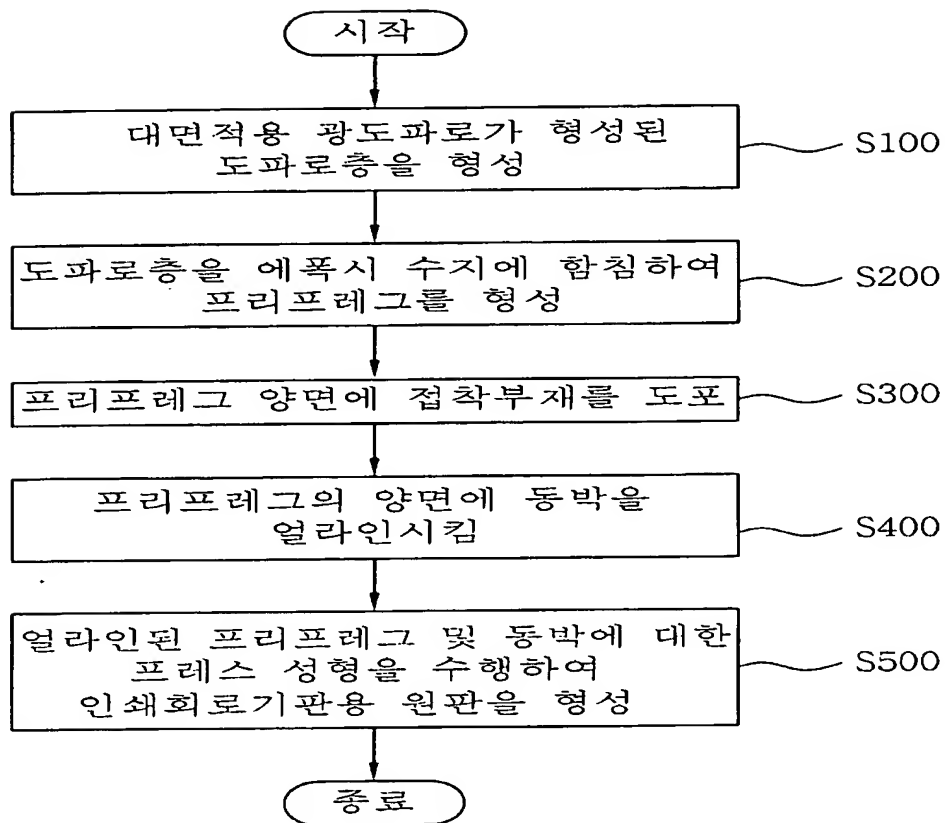 시작
대면적용 광도파로가 형성된
도파로층을 형성
S100
도파로층을 에폭시 수지에 함침하여
프리프레그를 형성
S200
프리프레그 양면에 접착부재를 도포
S300
프리프레그의 양면에 동박을
얼라인시킴
S400
얼라인된 프리프레그 및 동박에 대한
프레스 성형을 수행하여
인쇄회로기판용 원판을 형성
S500
종료